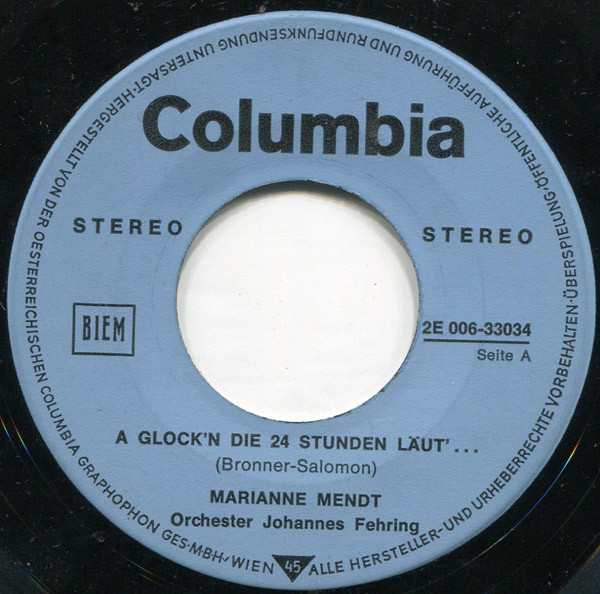 Columbia
STEREO
STEREO
BIEM
2E 006-33034
Seite A
A GLOCK'N DIE 24 STUNDEN LÄUT'...
(Bronner-Salomon)
MARIANNE MENDT
Orchester Johannes Fehring
HERGESTELLT VON DER OESTERREICHISCHEN COLUMBIA GRAPHOPHON GES·M·B·H·/WIEN 45 ALLE HERSTELLER-UND URHEBERRECHTE VORBEHALTEN·ÜBERSPIELUNG·ÖFFENTLICHE AUFFÜHRUNG UND RUNDFUNKSENDUNG UNTERSAGT·